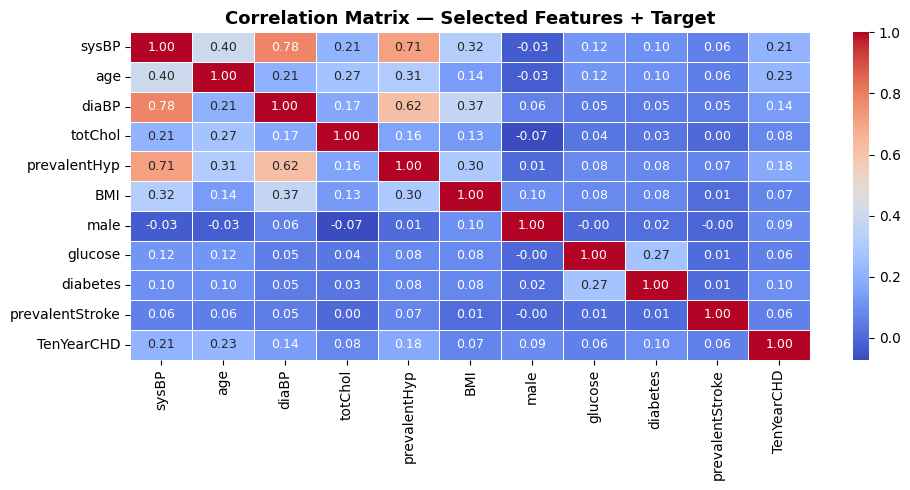 Correlation Matrix — Selected Features + Target
sysBP 1.00 0.40 0.78 0.21 0.71 0.32 -0.03 0.12 0.10 0.06 0.21
age 0.40 1.00 0.21 0.27 0.31 0.14 -0.03 0.12 0.10 0.06 0.23
diaBP 0.78 0.21 1.00 0.17 0.62 0.37 0.06 0.05 0.05 0.05 0.14
totChol 0.21 0.27 0.17 1.00 0.16 0.13 -0.07 0.04 0.03 0.00 0.08
prevalentHyp 0.71 0.31 0.62 0.16 1.00 0.30 0.01 0.08 0.08 0.07 0.18
BMI 0.32 0.14 0.37 0.13 0.30 1.00 0.10 0.08 0.08 0.01 0.07
male -0.03 -0.03 0.06 -0.07 0.01 0.10 1.00 -0.00 0.02 -0.00 0.09
glucose 0.12 0.12 0.05 0.04 0.08 0.08 -0.00 1.00 0.27 0.01 0.06
diabetes 0.10 0.10 0.05 0.03 0.08 0.08 0.02 0.27 1.00 0.01 0.10
prevalentStroke 0.06 0.06 0.05 0.00 0.07 0.01 -0.00 0.01 0.01 1.00 0.06
TenYearCHD 0.21 0.23 0.14 0.08 0.18 0.07 0.09 0.06 0.10 0.06 1.00
sysBP age diaBP totChol prevalentHyp BMI male glucose diabetes prevalentStroke TenYearCHD
1.0
0.8
0.6
0.4
0.2
0.0